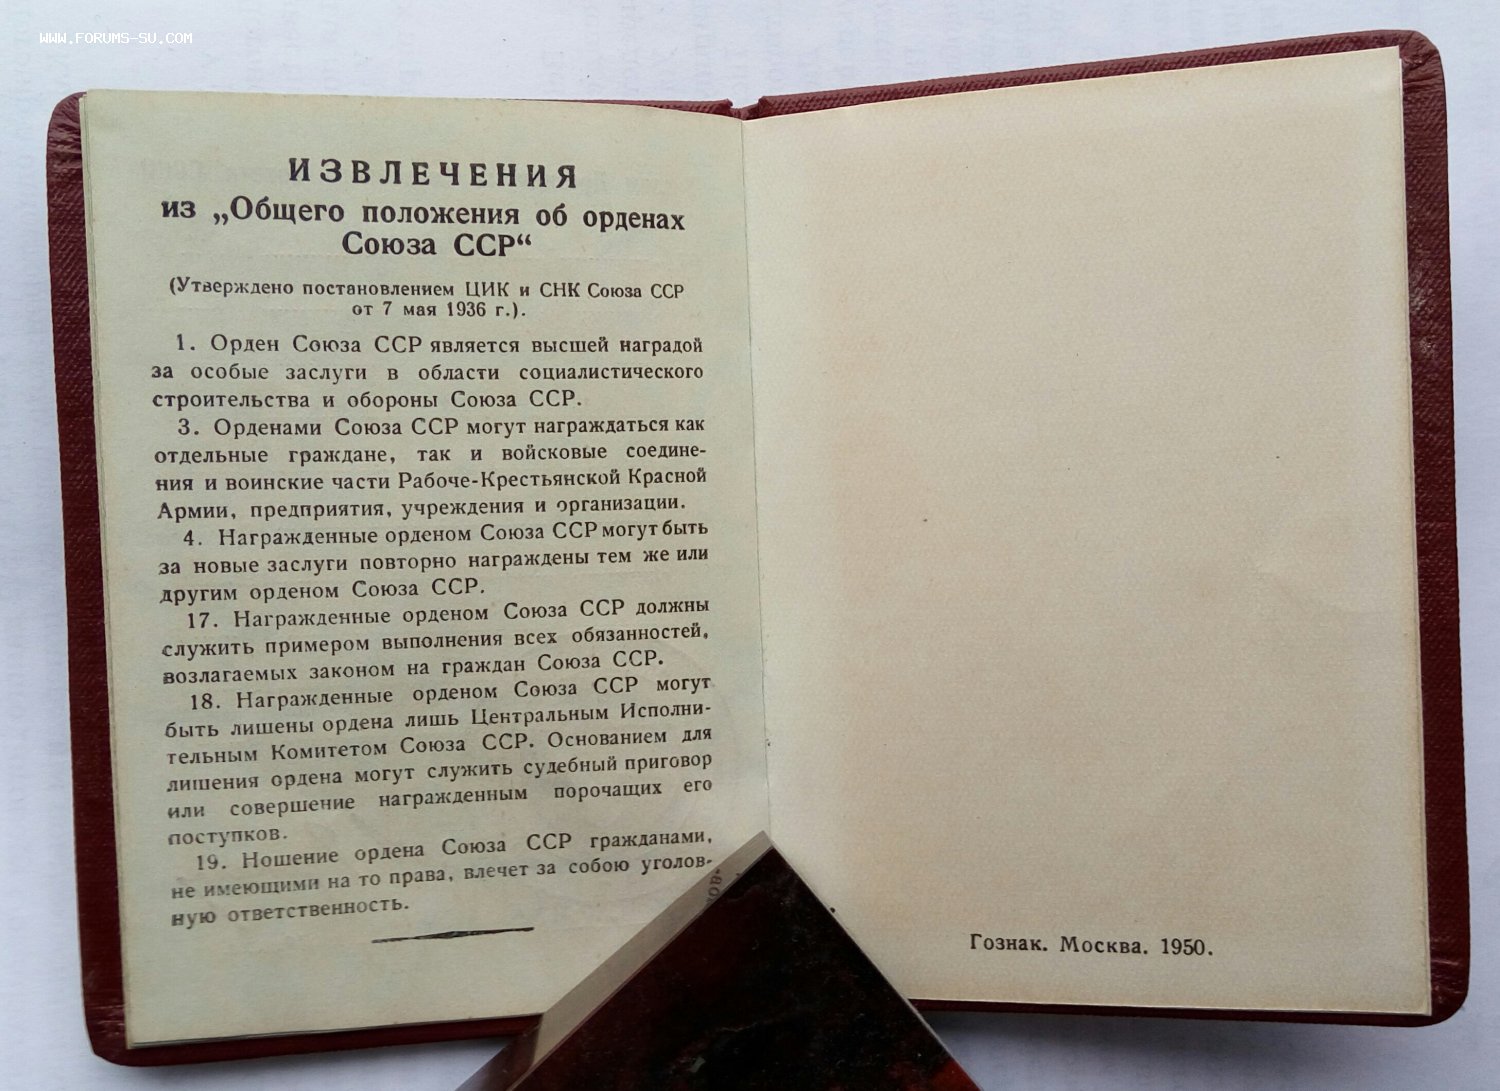 WWW.FORUMS-SU.COM
ИЗВЛЕЧЕНИЯ
из „Общего положения об орденах
Союза ССР“
(Утверждено постановлением ЦИК и СНК Союза ССР
от 7 мая 1936 г.).
1. Орден Союза ССР является высшей наградой
за особые заслуги в области социалистического
строительства и обороны Союза ССР.
3. Орденами Союза ССР могут награждаться как
отдельные граждане, так и войсковые соедине-
ния и воинские части Рабоче-Крестьянской Красной
Армии, предприятия, учреждения и организации.
4. Награжденные орденом Союза ССР могут быть
за новые заслуги повторно награждены тем же или
другим орденом Союза ССР.
17. Награжденные орденом Союза ССР должны
служить примером выполнения всех обязанностей,
возлагаемых законом на граждан Союза ССР.
18. Награжденные орденом Союза ССР могут
быть лишены ордена лишь Центральным Исполни-
тельным Комитетом Союза ССР. Основанием для
лишения ордена могут служить судебный приговор
или совершение награжденным порочащих его
поступков.
19. Ношение ордена Союза ССР гражданами,
не имеющими на то права, влечет за собою уголов-
ную ответственность.
Гознак. Москва. 1950.